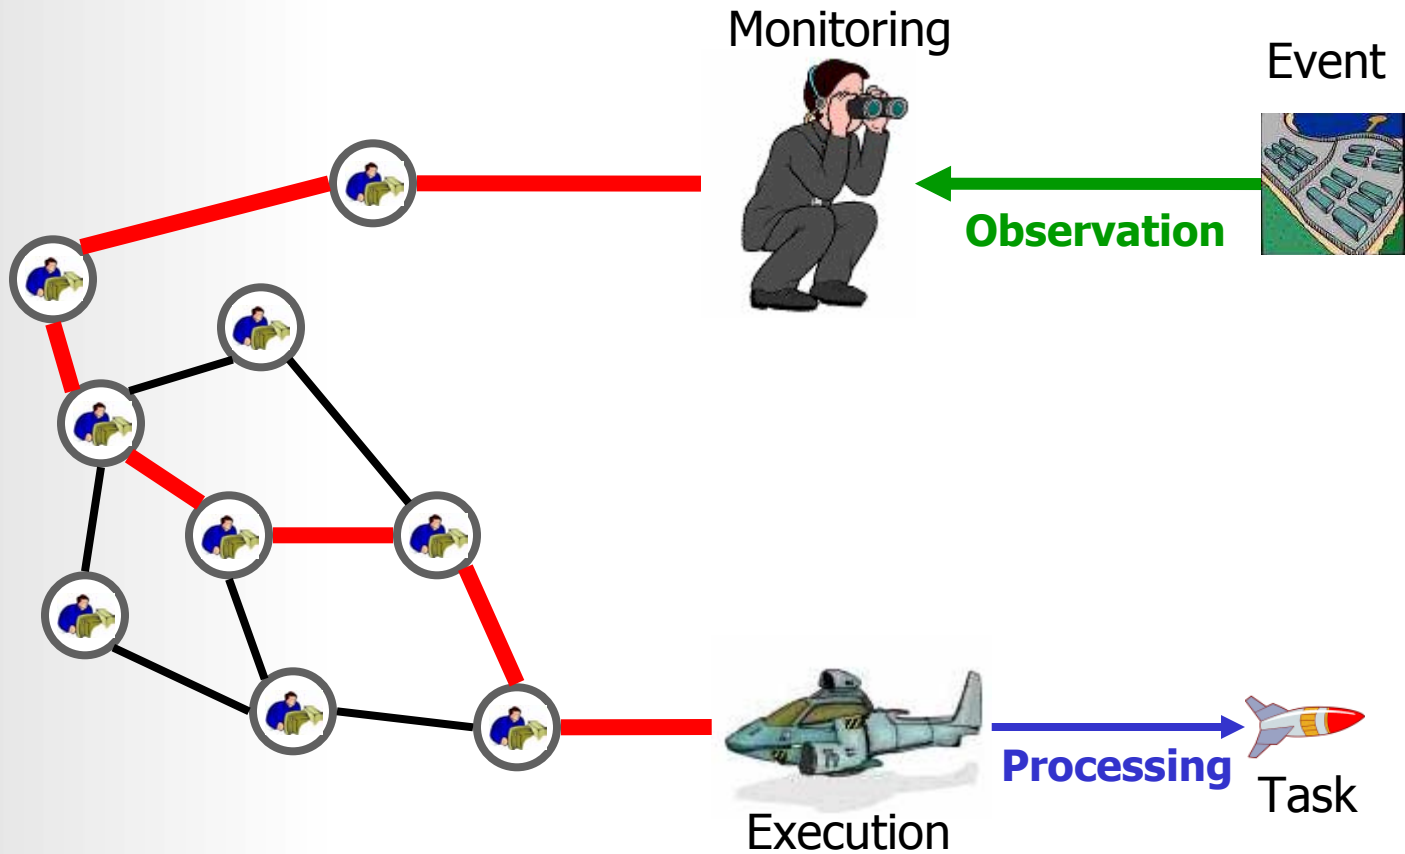 Monitoring
Event
Observation
Processing
Task
Execution